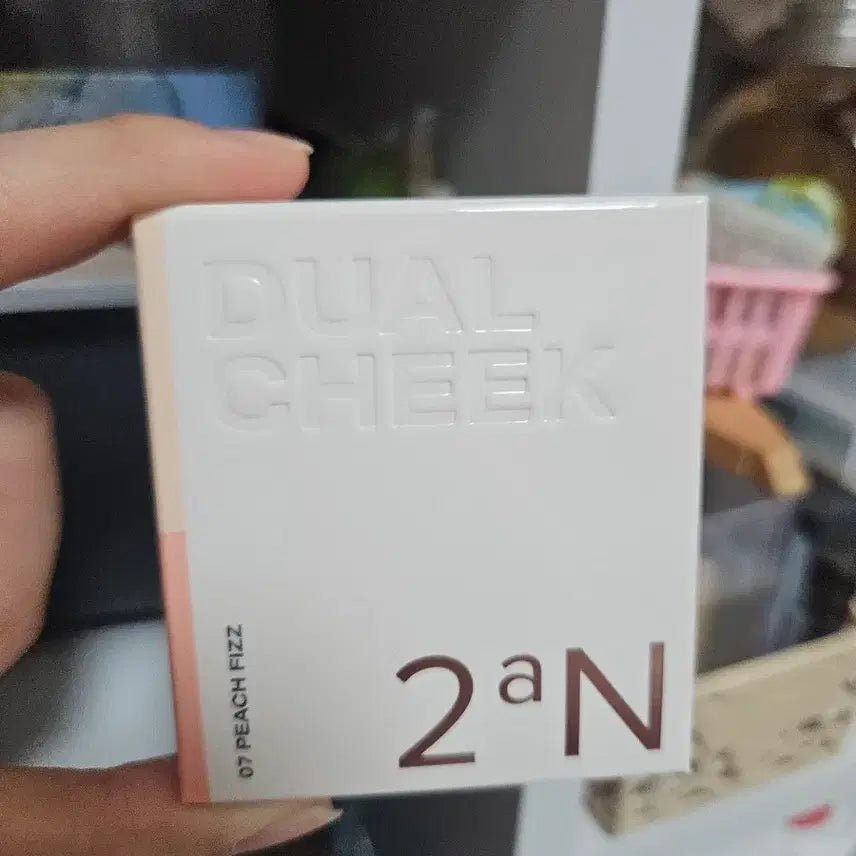 DUAL
CHEEK
07 PEACH FIZZ
2aN